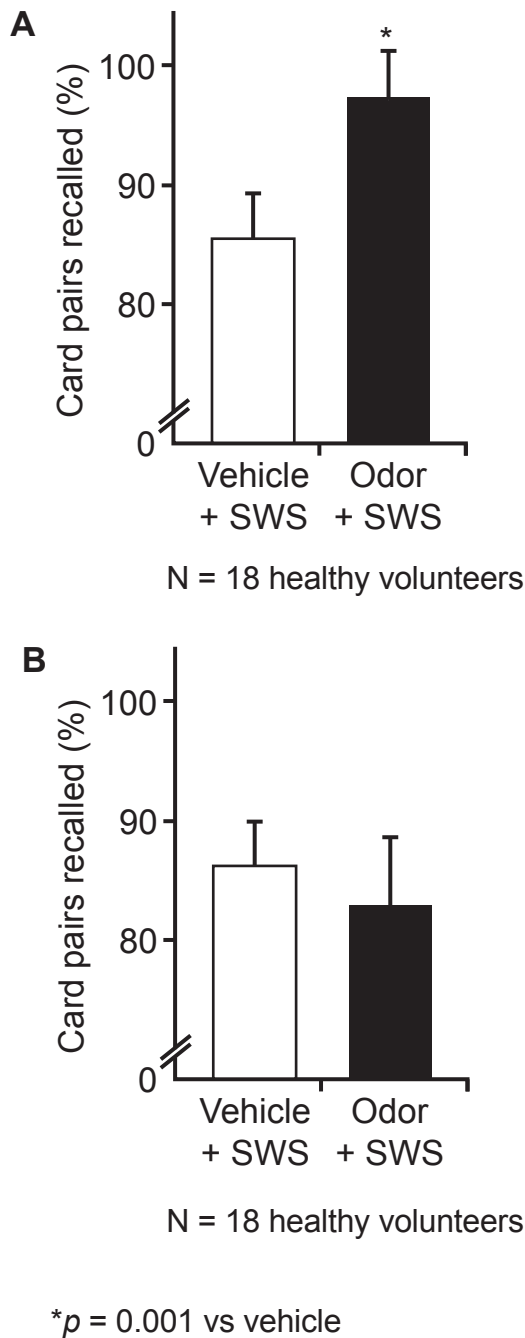 A
Card pairs recalled (%)
100
90
80
0
*
Vehicle + SWS
Odor + SWS
N = 18 healthy volunteers
B
Card pairs recalled (%)
100
90
80
0
Vehicle + SWS
Odor + SWS
N = 18 healthy volunteers
*p = 0.001 vs vehicle